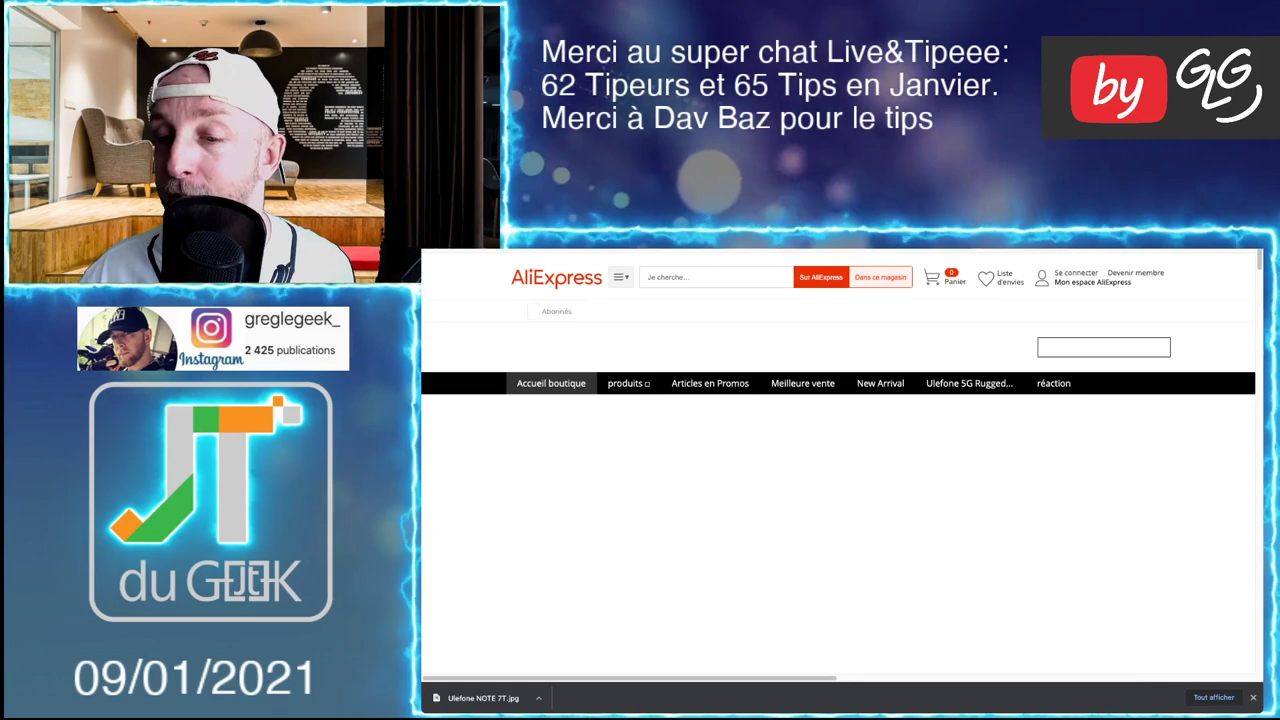 Merci au super chat Live&Tipeee:
62 Tipeurs et 65 Tips en Janvier.
Merci à Dav Baz pour le tips
by GLG
greglegeek_
Instagram
2 425 publications
JT
du GEEK
09/01/2021
AliExpress
Je cherche...
Sur AliExpress
Dans ce magasin
0
Panier
Liste
d'envies
Se connecter
Devenir membre
Mon espace AliExpress
Abonnés
Accueil boutique
produits
Articles en Promos
Meilleure vente
New Arrival
Ulefone 5G Rugged...
réaction
Ulefone NOTE 7T.jpg
Tout afficher